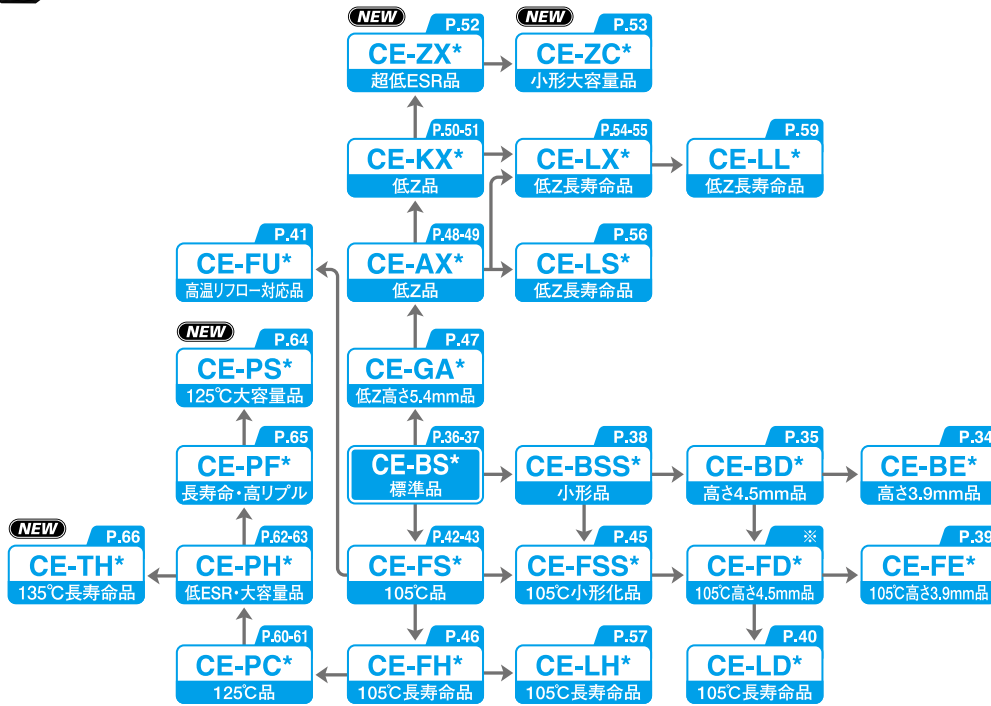 NEW
P.52
CE-ZX*
超低ESR品
NEW
P.53
CE-ZC*
小形大容量品
P.50-51
CE-KX*
低Z品
P.54-55
CE-LX*
低Z長寿命品
P.59
CE-LL*
低Z長寿命品
P.41
CE-FU*
高温リフロー対応品
P.48-49
CE-AX*
低Z品
P.56
CE-LS*
低Z長寿命品
NEW
P.64
CE-PS*
125℃大容量品
P.47
CE-GA*
低Z高さ5.4mm品
P.65
CE-PF*
長寿命・高リプル
P.36-37
CE-BS*
標準品
P.38
CE-BSS*
小形品
P.35
CE-BD*
高さ4.5mm品
P.34
CE-BE*
高さ3.9mm品
NEW
P.66
CE-TH*
135℃長寿命品
P.62-63
CE-PH*
低ESR・大容量品
P.42-43
CE-FS*
105℃品
P.45
CE-FSS*
105℃小形化品
※
CE-FD*
105℃高さ4.5mm品
P.39
CE-FE*
105℃高さ3.9mm品
P.60-61
CE-PC*
125℃品
P.46
CE-FH*
105℃長寿命品
P.57
CE-LH*
105℃長寿命品
P.40
CE-LD*
105℃長寿命品